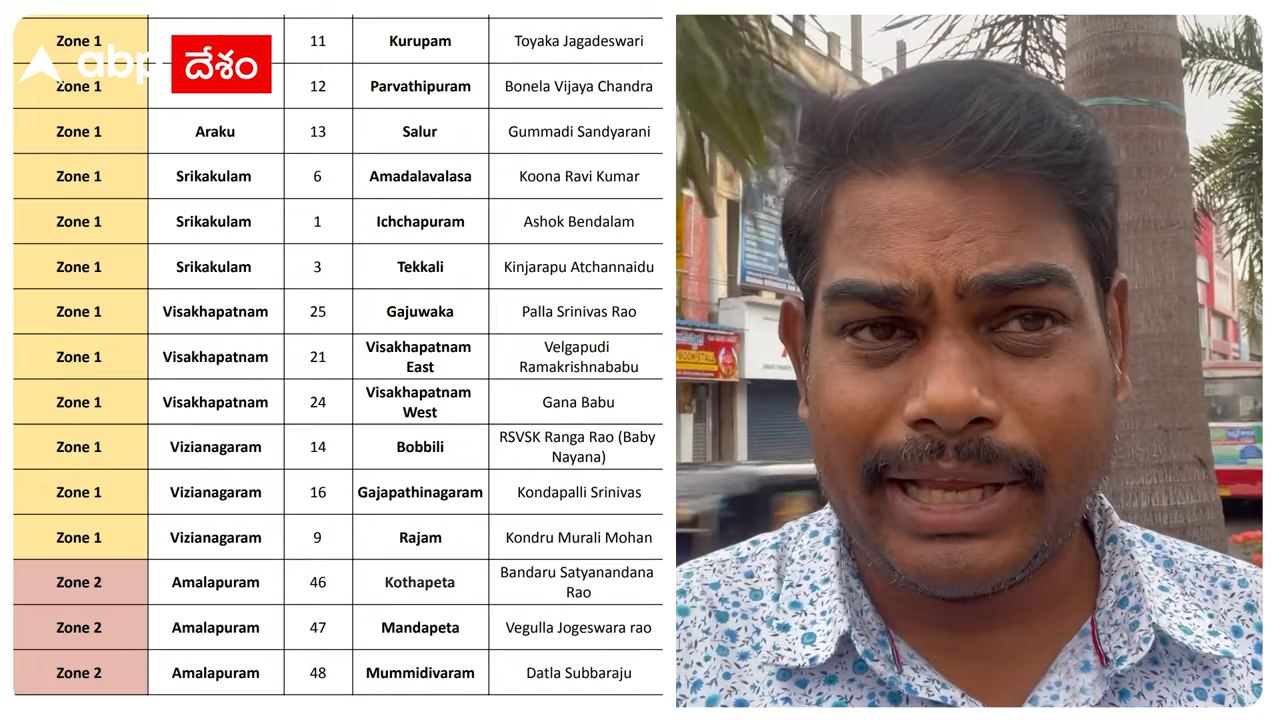 abp దేశం
Zone 1 11 Kurupam Toyaka Jagadeswari
Zone 1 12 Parvathipuram Bonela Vijaya Chandra
Zone 1 Araku 13 Salur Gummadi Sandyarani
Zone 1 Srikakulam 6 Amadalavalasa Koona Ravi Kumar
Zone 1 Srikakulam 1 Ichchapuram Ashok Bendalam
Zone 1 Srikakulam 3 Tekkali Kinjarapu Atchannaidu
Zone 1 Visakhapatnam 25 Gajuwaka Palla Srinivas Rao
Zone 1 Visakhapatnam 21 Visakhapatnam East Velgapudi Ramakrishnababu
Zone 1 Visakhapatnam 24 Visakhapatnam West Gana Babu
Zone 1 Vizianagaram 14 Bobbili RSVSK Ranga Rao (Baby Nayana)
Zone 1 Vizianagaram 16 Gajapathinagaram Kondapalli Srinivas
Zone 1 Vizianagaram 9 Rajam Kondru Murali Mohan
Zone 2 Amalapuram 46 Kothapeta Bandaru Satyanandana Rao
Zone 2 Amalapuram 47 Mandapeta Vegulla Jogeswara rao
Zone 2 Amalapuram 48 Mummidivaram Datla Subbaraju